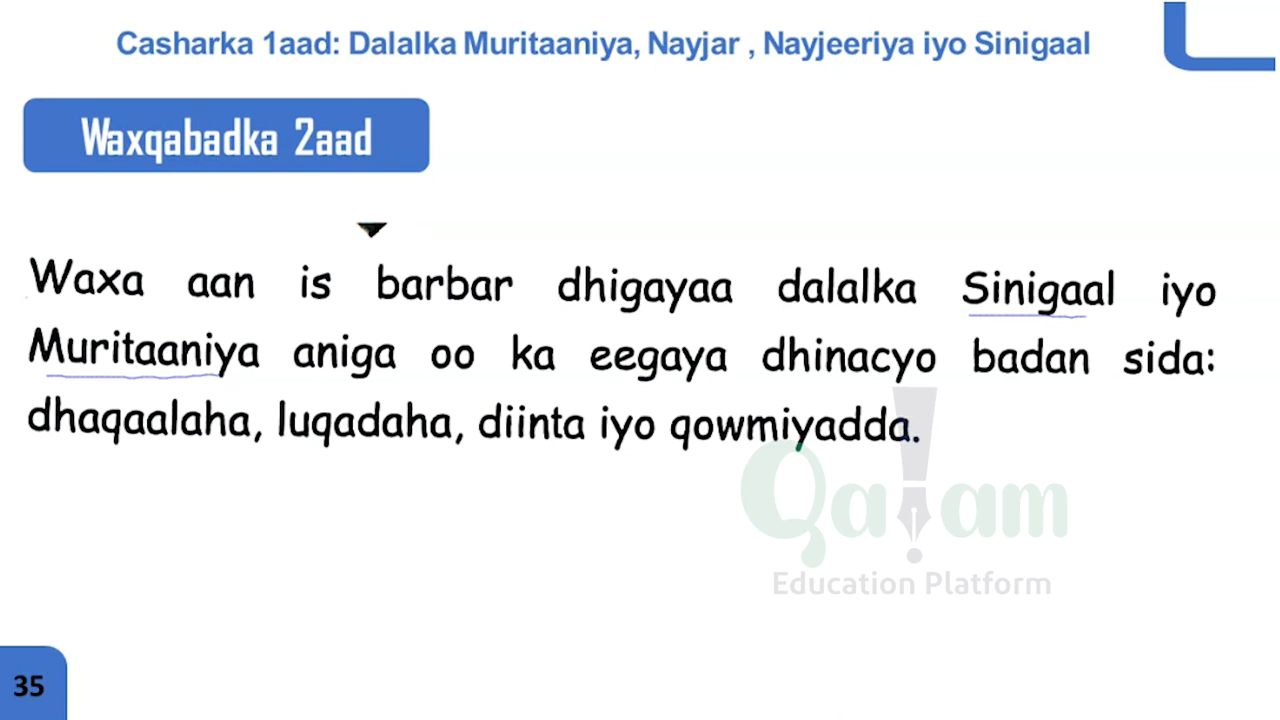 Casharka 1aad: Dalalka Muritaaniya, Nayjar , Nayjeeriya iyo Sinigaal
Waxqabadka 2aad
Waxa aan is barbar dhigayaa dalalka Sinigaal iyo
Muritaaniya aniga oo ka eegaya dhinacyo badan sida:
dhaqaalaha, luqadaha, diinta iyo qowmiyadda.
Qalam
Education Platform
35